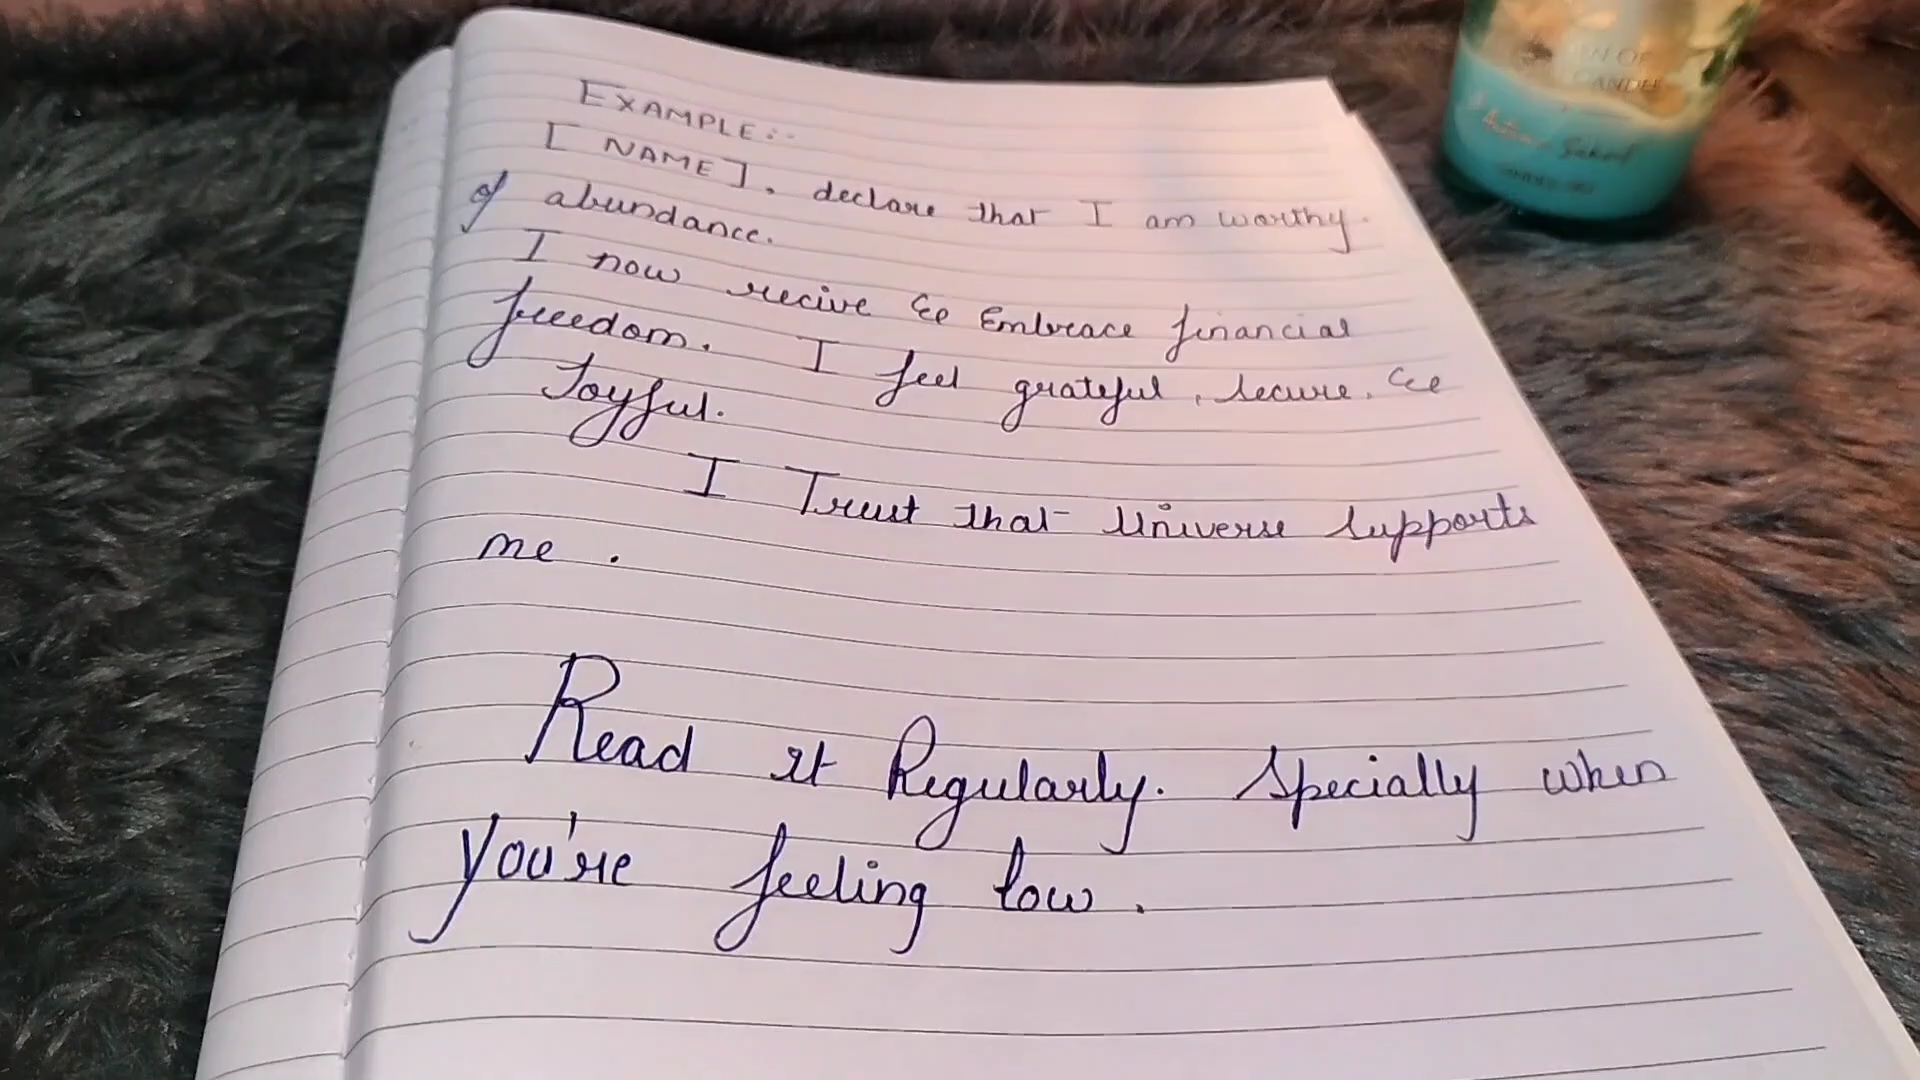 EXAMPLE:-
[NAME], declare that I am worthy
of abundance.
I now recive & Embrace financial
freedom. I feel grateful, secure, &
Joyful.
I Trust that Universe supports
me.
Read it Regularly. Specially when
you're feeling low.